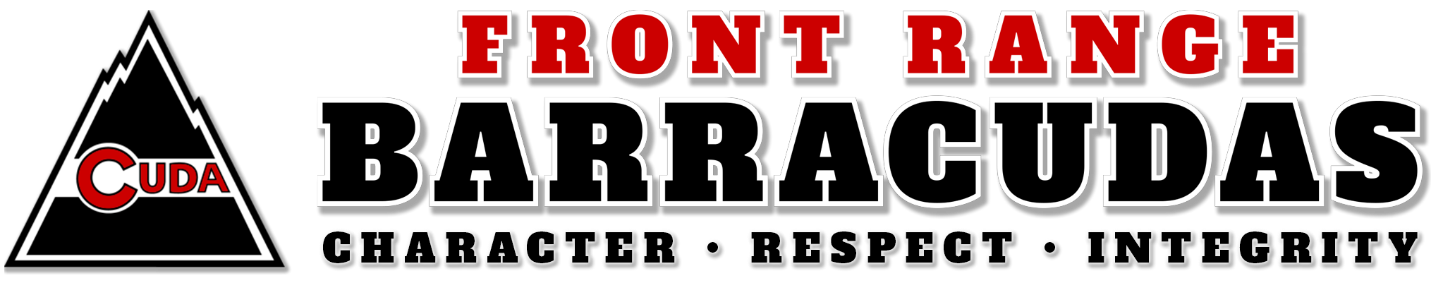 CUDA
FRONT RANGE
BARRACUDAS
CHARACTER • RESPECT • INTEGRITY